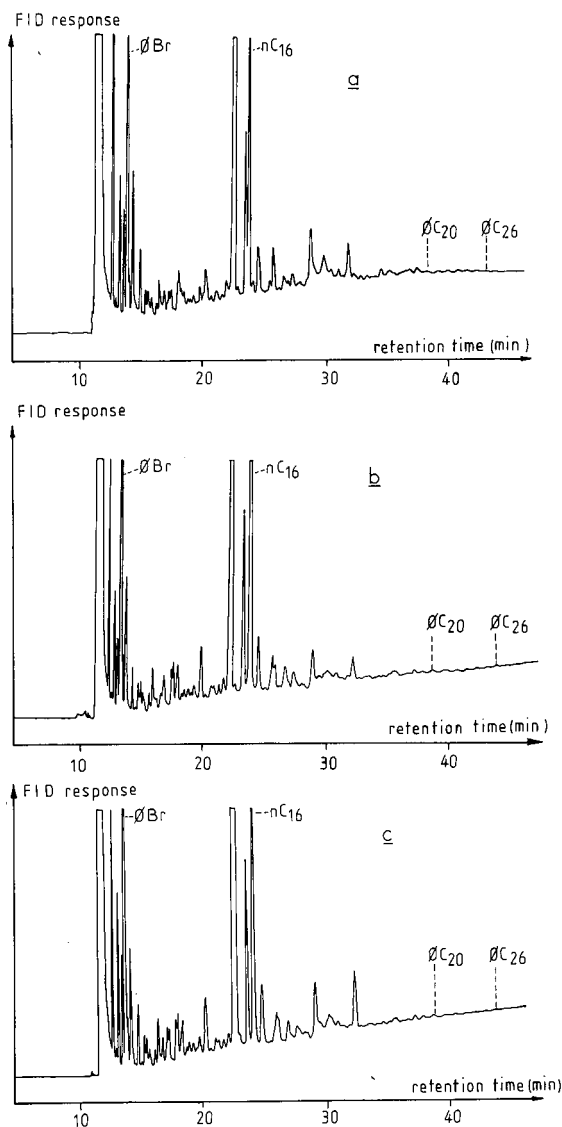 FID response
ØBr
nC16
a
ØC20
ØC26
retention time (min)
10 20 30 40
FID response
ØBr
nC16
b
ØC20
ØC26
retention time(min)
10 20 30 40
FID response
ØBr
nC16
c
ØC20
ØC26
retention time(min)
10 20 30 40